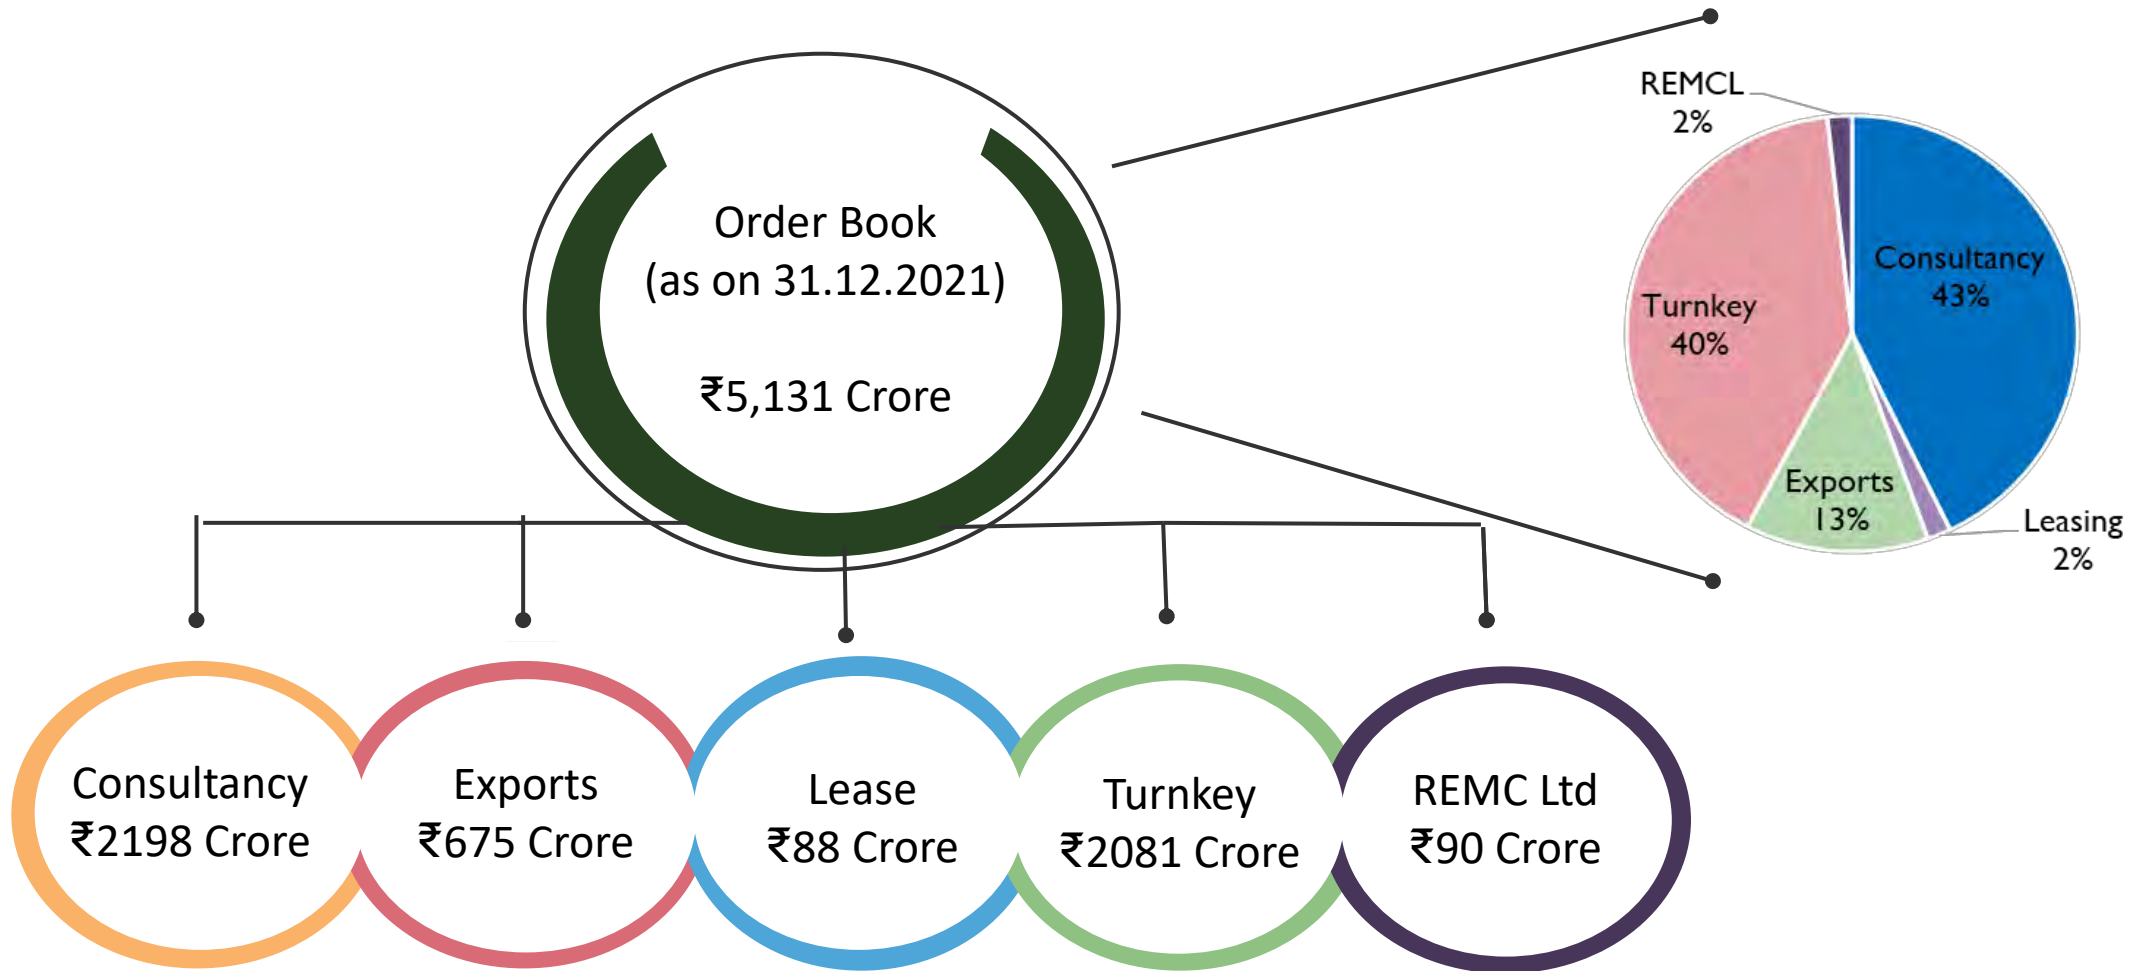 Order Book
(as on 31.12.2021)
₹5,131 Crore
REMCL
2%
Consultancy
43%
Turnkey
40%
Exports
13%
Leasing
2%
Consultancy
₹2198 Crore
Exports
₹675 Crore
Lease
₹88 Crore
Turnkey
₹2081 Crore
REMC Ltd
₹90 Crore